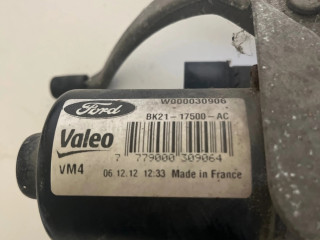 W000030906
Ford
BK21-17500-AC
Valeo
7 779000 309064
VM4
06.12.12 12:33 Made in France